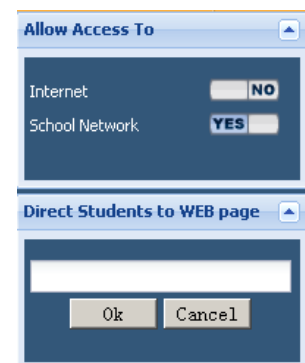 Allow Access To
Internet NO
School Network YES
Direct Students to WEB page
Ok Cancel